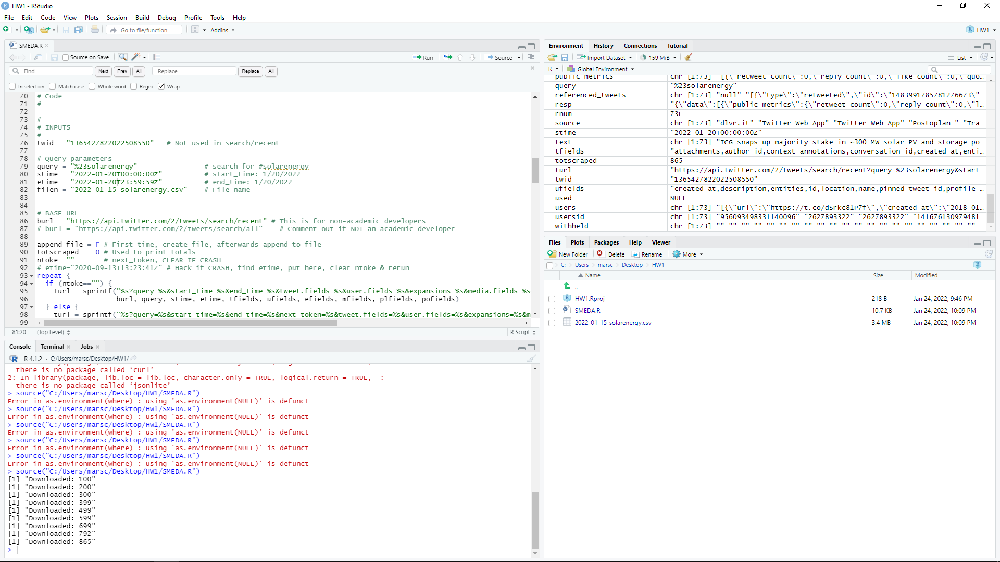 HW1 - RStudio
File Edit Code View Plots Session Build Debug Profile Tools Help
Go to file/function Addins HW1
SMEDA.R
Source on Save Run Source
Find Next Prev All Replace Replace All
In selection Match case Whole word Regex Wrap
70 # Code
71 #
72
73 #
74 # INPUTS
75 #
76 twid = "1365427822022508550" # Not used in search/recent
77
78 # Query parameters
79 query = "%23solarenergy" # search for #solarenergy
80 stime = "2022-01-20T00:00:00Z" # start_time: 1/20/2022
81 etime = "2022-01-20T23:59:59Z" # end_time: 1/20/2022
82 filen = "2022-01-15-solarenergy.csv" # File name
83
84
85 # BASE URL
86 burl = "https://api.twitter.com/2/tweets/search/recent" # This is for non-academic developers
87 # burl = "https://api.twitter.com/2/tweets/search/all" # Comment out if NOT an academic developer
88
89 append_file = F # First time, create file, afterwards append to file
90 totscraped = 0 # Used to print totals
91 ntoke ="" # next_token, CLEAR IF CRASH
92 # etime="2020-09-13T13:23:41Z" # Hack if CRASH, find etime, put here, clear ntoke & rerun
93 repeat {
94 if (ntoke=="") {
95 turl = sprintf("%s?query=%s&start_time=%s&end_time=%s&tweet.fields=%s&user.fields=%s&expansions=%s&media.fields=%s
96 burl, query, stime, etime, tfields, ufields, efields, mfields, plfields, pofields)
97 } else {
98 turl = sprintf("%s?query=%s&start_time=%s&end_time=%s&next_token=%s&tweet.fields=%s&user.fields=%s&expansions=%s&m
99
81:20 (Top Level) R Script
Console Terminal Jobs
R 4.1.2 · C:/Users/marsc/Desktop/HW1/
there is no package called ‘curl’
2: In library(package, lib.loc = lib.loc, character.only = TRUE, logical.return = TRUE, :
there is no package called ‘jsonlite’
> source("C:/Users/marsc/Desktop/HW1/SMEDA.R")
Error in as.environment(where) : using 'as.environment(NULL)' is defunct
> source("C:/Users/marsc/Desktop/HW1/SMEDA.R")
Error in as.environment(where) : using 'as.environment(NULL)' is defunct
> source("C:/Users/marsc/Desktop/HW1/SMEDA.R")
Error in as.environment(where) : using 'as.environment(NULL)' is defunct
> source("C:/Users/marsc/Desktop/HW1/SMEDA.R")
Error in as.environment(where) : using 'as.environment(NULL)' is defunct
> source("C:/Users/marsc/Desktop/HW1/SMEDA.R")
Error in as.environment(where) : using 'as.environment(NULL)' is defunct
> source("C:/Users/marsc/Desktop/HW1/SMEDA.R")
[1] "Downloaded: 100"
[1] "Downloaded: 200"
[1] "Downloaded: 300"
[1] "Downloaded: 399"
[1] "Downloaded: 499"
[1] "Downloaded: 599"
[1] "Downloaded: 699"
[1] "Downloaded: 792"
[1] "Downloaded: 865"
>
Environment History Connections Tutorial
Import Dataset 159 MiB List
R Global Environment
public_metrics chr [1:73] "[{\"retweet_count\":0,\"reply_count\":0,\"like_count\":0,\"quo…
query "%23solarenergy"
referenced_tweets chr [1:73] "null" "[{\"type\":\"retweeted\",\"id\":\"1483991785781276673\"…
resp "{\"data\":[{\"public_metrics\":{\"retweet_count\":0,\"reply_count\":0,\"l…
rnum 73L
source chr [1:73] "dlvr.it" "Twitter Web App" "Twitter Web App" "Postoplan " "Tra…
stime "2022-01-20T00:00:00Z"
text chr [1:73] "ICG snaps up majority stake in ~300 MW solar PV and storage po…
tfields "attachments,author_id,context_annotations,conversation_id,created_at,enti…
totscraped 865
turl "https://api.twitter.com/2/tweets/search/recent?query=%23solarenergy&start…
twid "1365427822022508550"
ufields "created_at,description,entities,id,location,name,pinned_tweet_id,profile_…
used NULL
users chr [1:73] "[{\"url\":\"https://t.co/dSrkc81P7f\",\"created_at\":\"2018-01…
usersid chr [1:73] "956093498331140096" "2627893322" "2627893322" "141676130979481…
withheld chr [1:73] "" "" "" "" "" "" "" "" "" "" "" "" "" "" "" "" "" "" "" "" …
Files Plots Packages Help Viewer
New Folder Delete Rename More
C: Users marsc Desktop HW1 ...
Name Size Modified
..
HW1.Rproj 218 B Jan 24, 2022, 9:46 PM
SMEDA.R 10.7 KB Jan 24, 2022, 10:09 PM
2022-01-15-solarenergy.csv 3.4 MB Jan 24, 2022, 10:09 PM